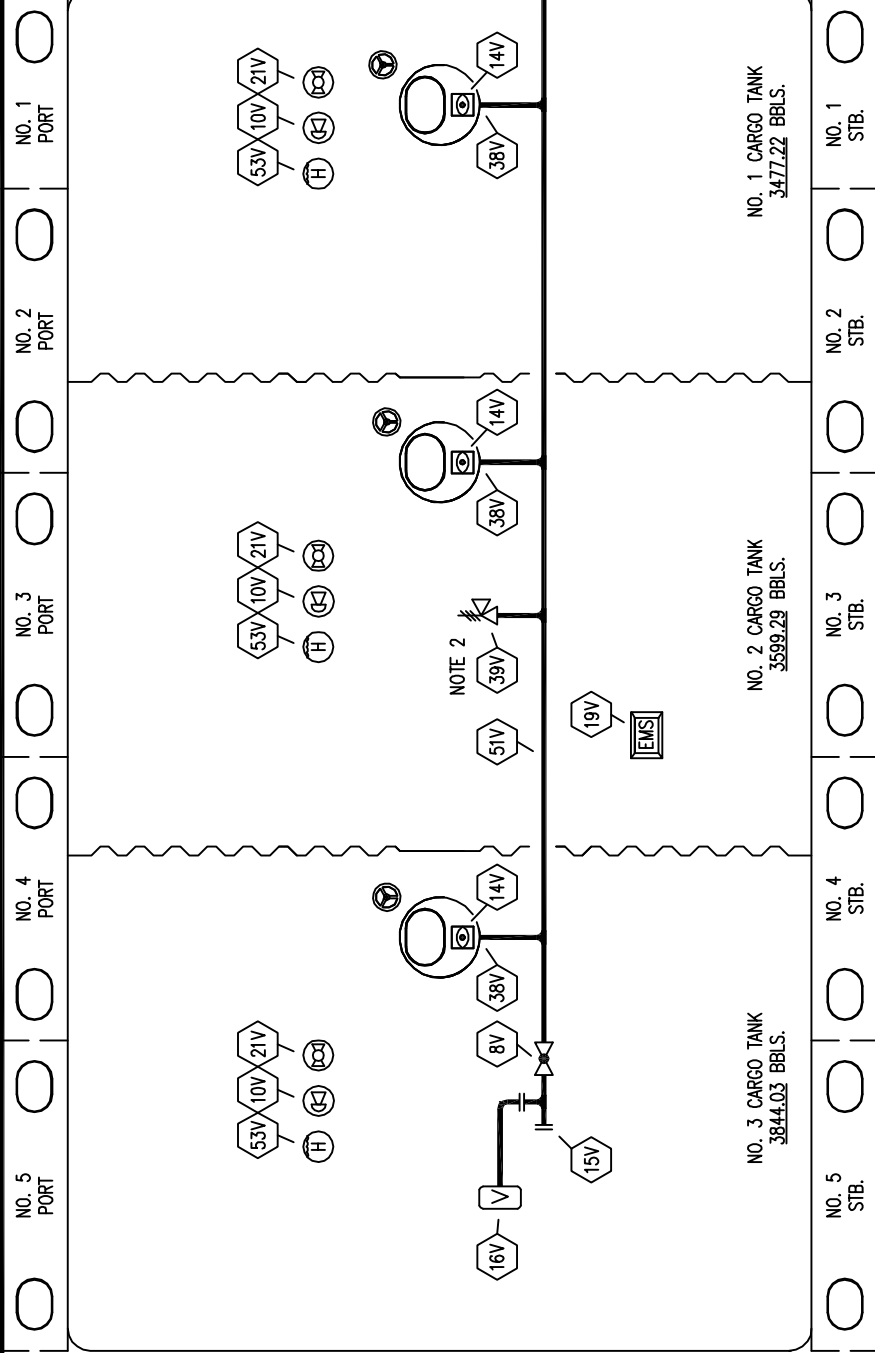 NO. 1
PORT
NO. 2
PORT
NO. 3
PORT
NO. 4
PORT
NO. 5
PORT
21V
10V
53V
H
14V
38V
NO. 1 CARGO TANK
3477.22 BBLS.
21V
10V
53V
H
14V
38V
NOTE 2
39V
51V
19V
EMS
NO. 2 CARGO TANK
3599.29 BBLS.
21V
10V
53V
H
14V
38V
8V
15V
V
16V
NO. 3 CARGO TANK
3844.03 BBLS.
NO. 1
STB.
NO. 2
STB.
NO. 3
STB.
NO. 4
STB.
NO. 5
STB.